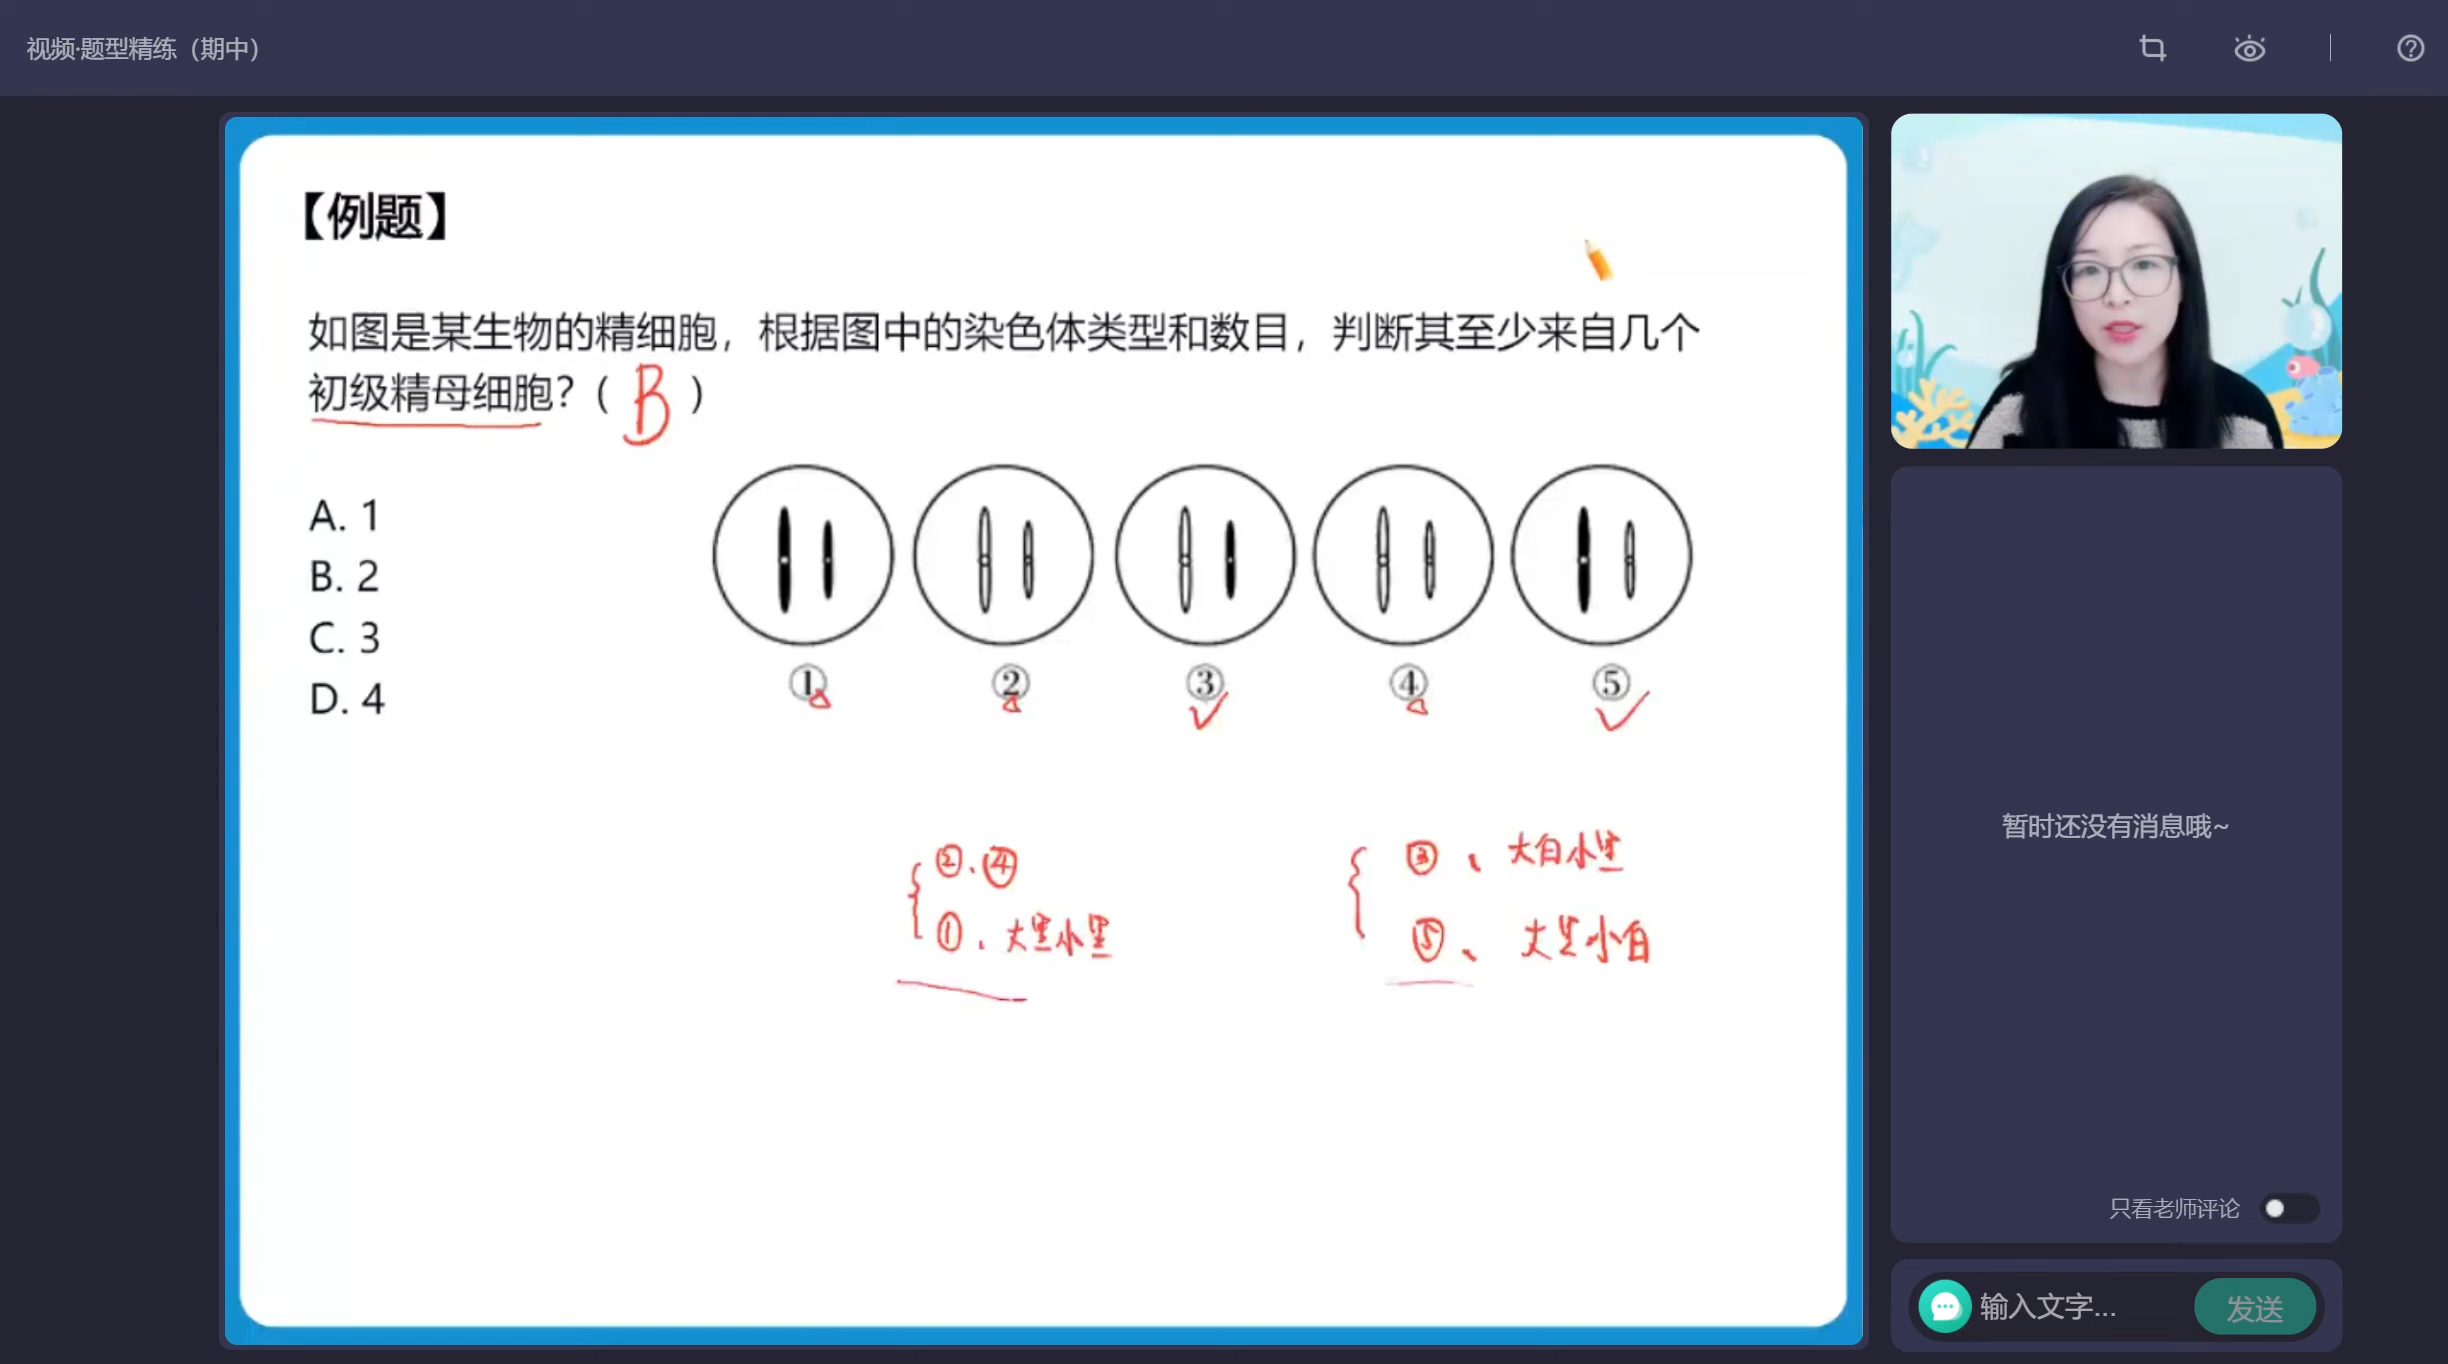 视频·题型精练（期中）
【例题】
如图是某生物的精细胞，根据图中的染色体类型和数目，判断其至少来自几个
初级精母细胞？（ B ）
A. 1
B. 2
C. 3
D. 4
① ② ③ ④ ⑤
②、④
①、大黑小黑
③、大白小黑
⑤、大黑小白
暂时还没有消息哦~
只看老师评论
输入文字...
发送